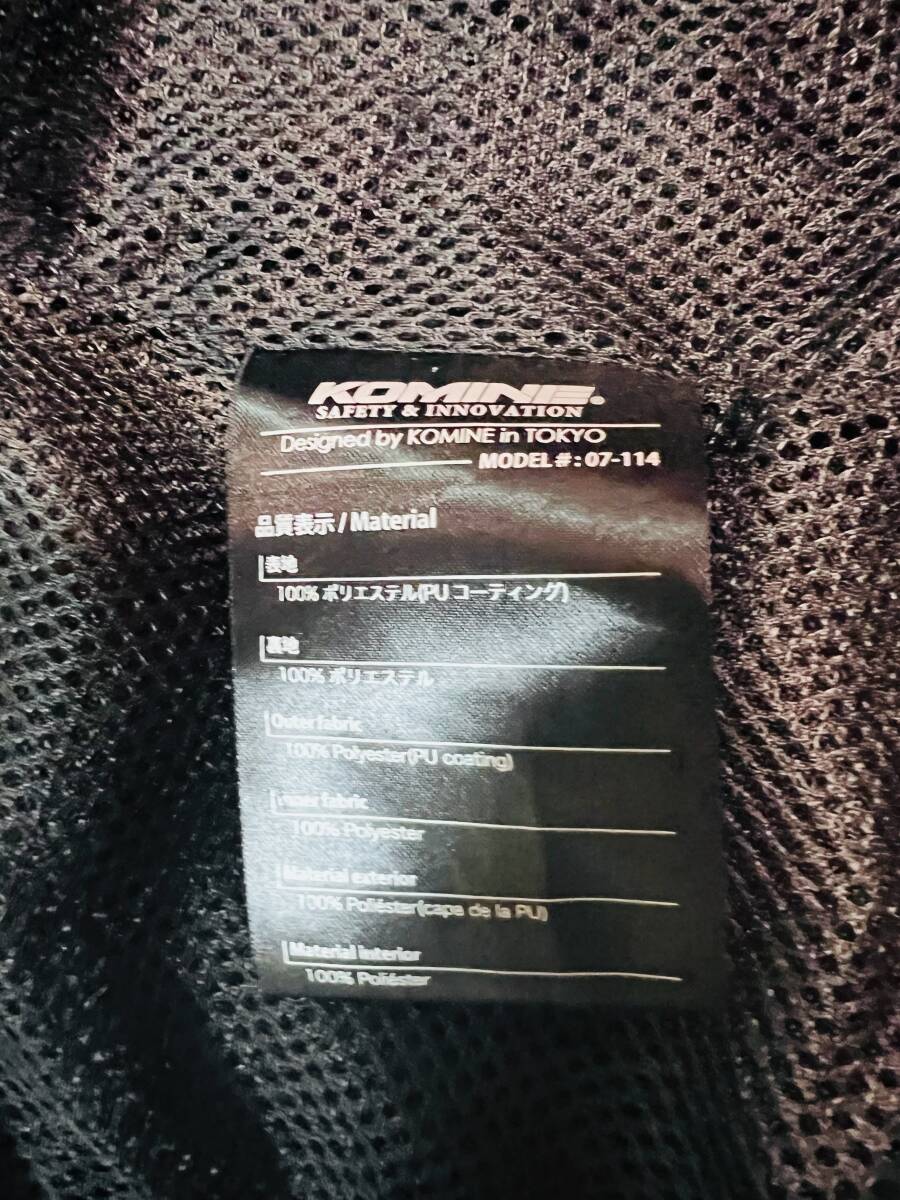 KOMINE.
SAFETY & INNOVATION
Designed by KOMINE in TOKYO
MODEL # : 07-114
品質表示 / Material
表地
100% ポリエステル(PU コーティング)
裏地
100% ポリエステル
Outer fabric
100% Polyester(PU coating)
Inner fabric
100% Polyester
Material exterior
100% Poliéster(capa de la PU)
Material interior
100% Poliéster